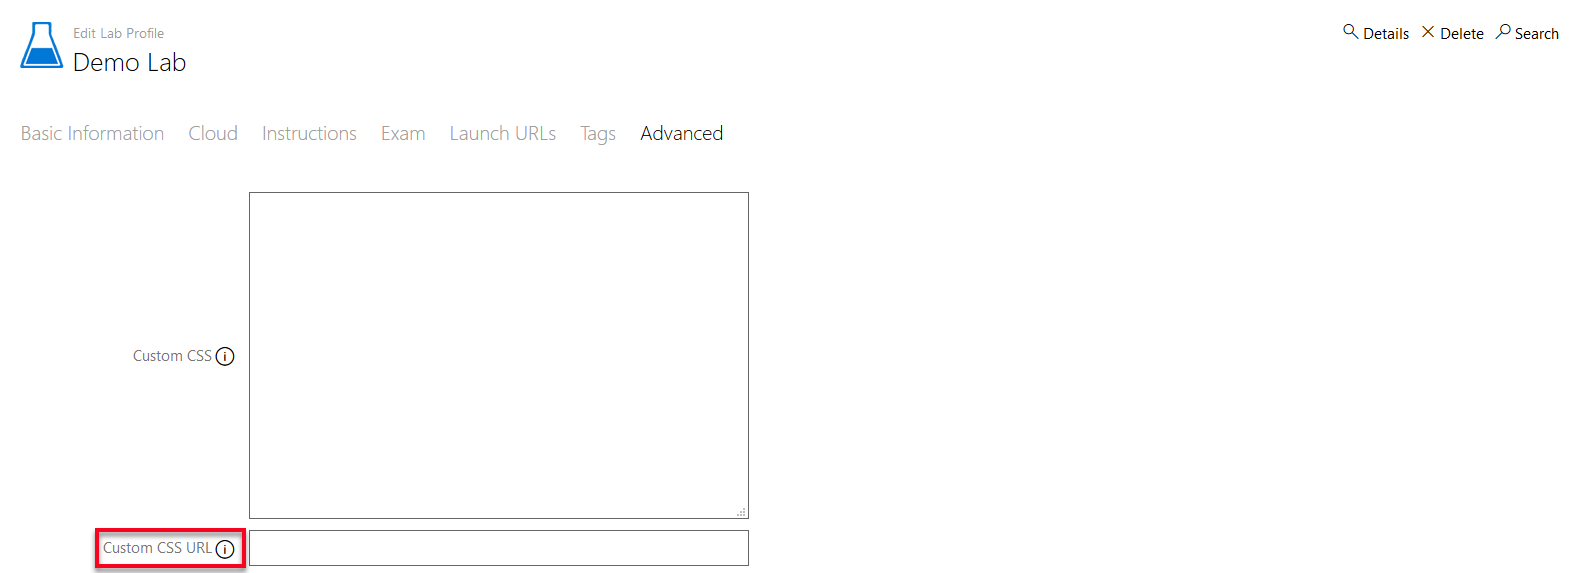 Edit Lab Profile
Demo Lab
Details Delete Search
Basic Information Cloud Instructions Exam Launch URLs Tags Advanced
Custom CSS
Custom CSS URL